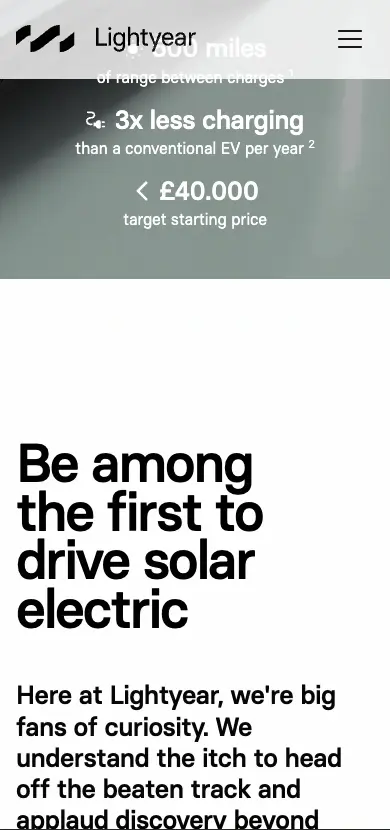 Lightyear
500 miles
of range between charges ¹
3x less charging
than a conventional EV per year ²
< £40.000
target starting price
Be among
the first to
drive solar
electric
Here at Lightyear, we're big
fans of curiosity. We
understand the itch to head
off the beaten track and
applaud discovery beyond